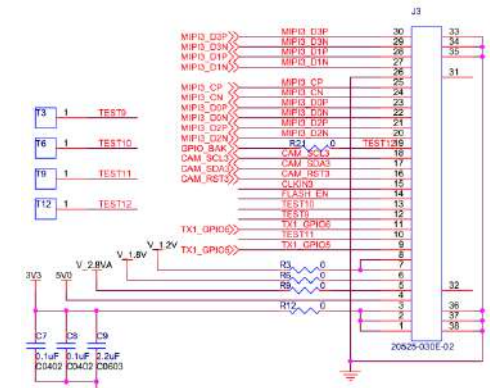 J3
MIPI3_D3P MIPI3_D3P 30 33
MIPI3_D3N MIPI3_D3N 29 34
MIPI3_D1P MIPI3_D1P 28 35
MIPI3_D1N MIPI3_D1N 27
26 31
MIPI3_CP MIPI3_CP 25
MIPI3_CN MIPI3_CN 24
MIPI3_D0P MIPI3_D0P 23
MIPI3_D0N MIPI3_D0N 22
MIPI3_D2P MIPI3_D2P 21
MIPI3_D2N MIPI3_D2N 20
GPIO_BAK R21 0 TEST12 19
CAM_SCL3 CAM_SCL3 18
CAM_SDA3 CAM_SDA3 17
CAM_RST3 CAM_RST3 16
CLKIN3 15
FLASH_EN 14
TEST10 13
TEST9 12
TX1_GPIO6 TX1_GPIO6 11
TEST11 10
TX1_GPIO5 TX1_GPIO5 9
8
7
R3 0
R6 0 6
R9 0 5 32
4
R12 0 3 36
2 37
1 38
20525-030E-02
T3 1 TEST9
T6 1 TEST10
T9 1 TEST11
T12 1 TEST12
V_1.2V
V_1.8V
V_2.8VA
3V3 5V0
C7 C8 C9
0.1uF 0.1uF 2.2uF
C0402 C0402 C0603